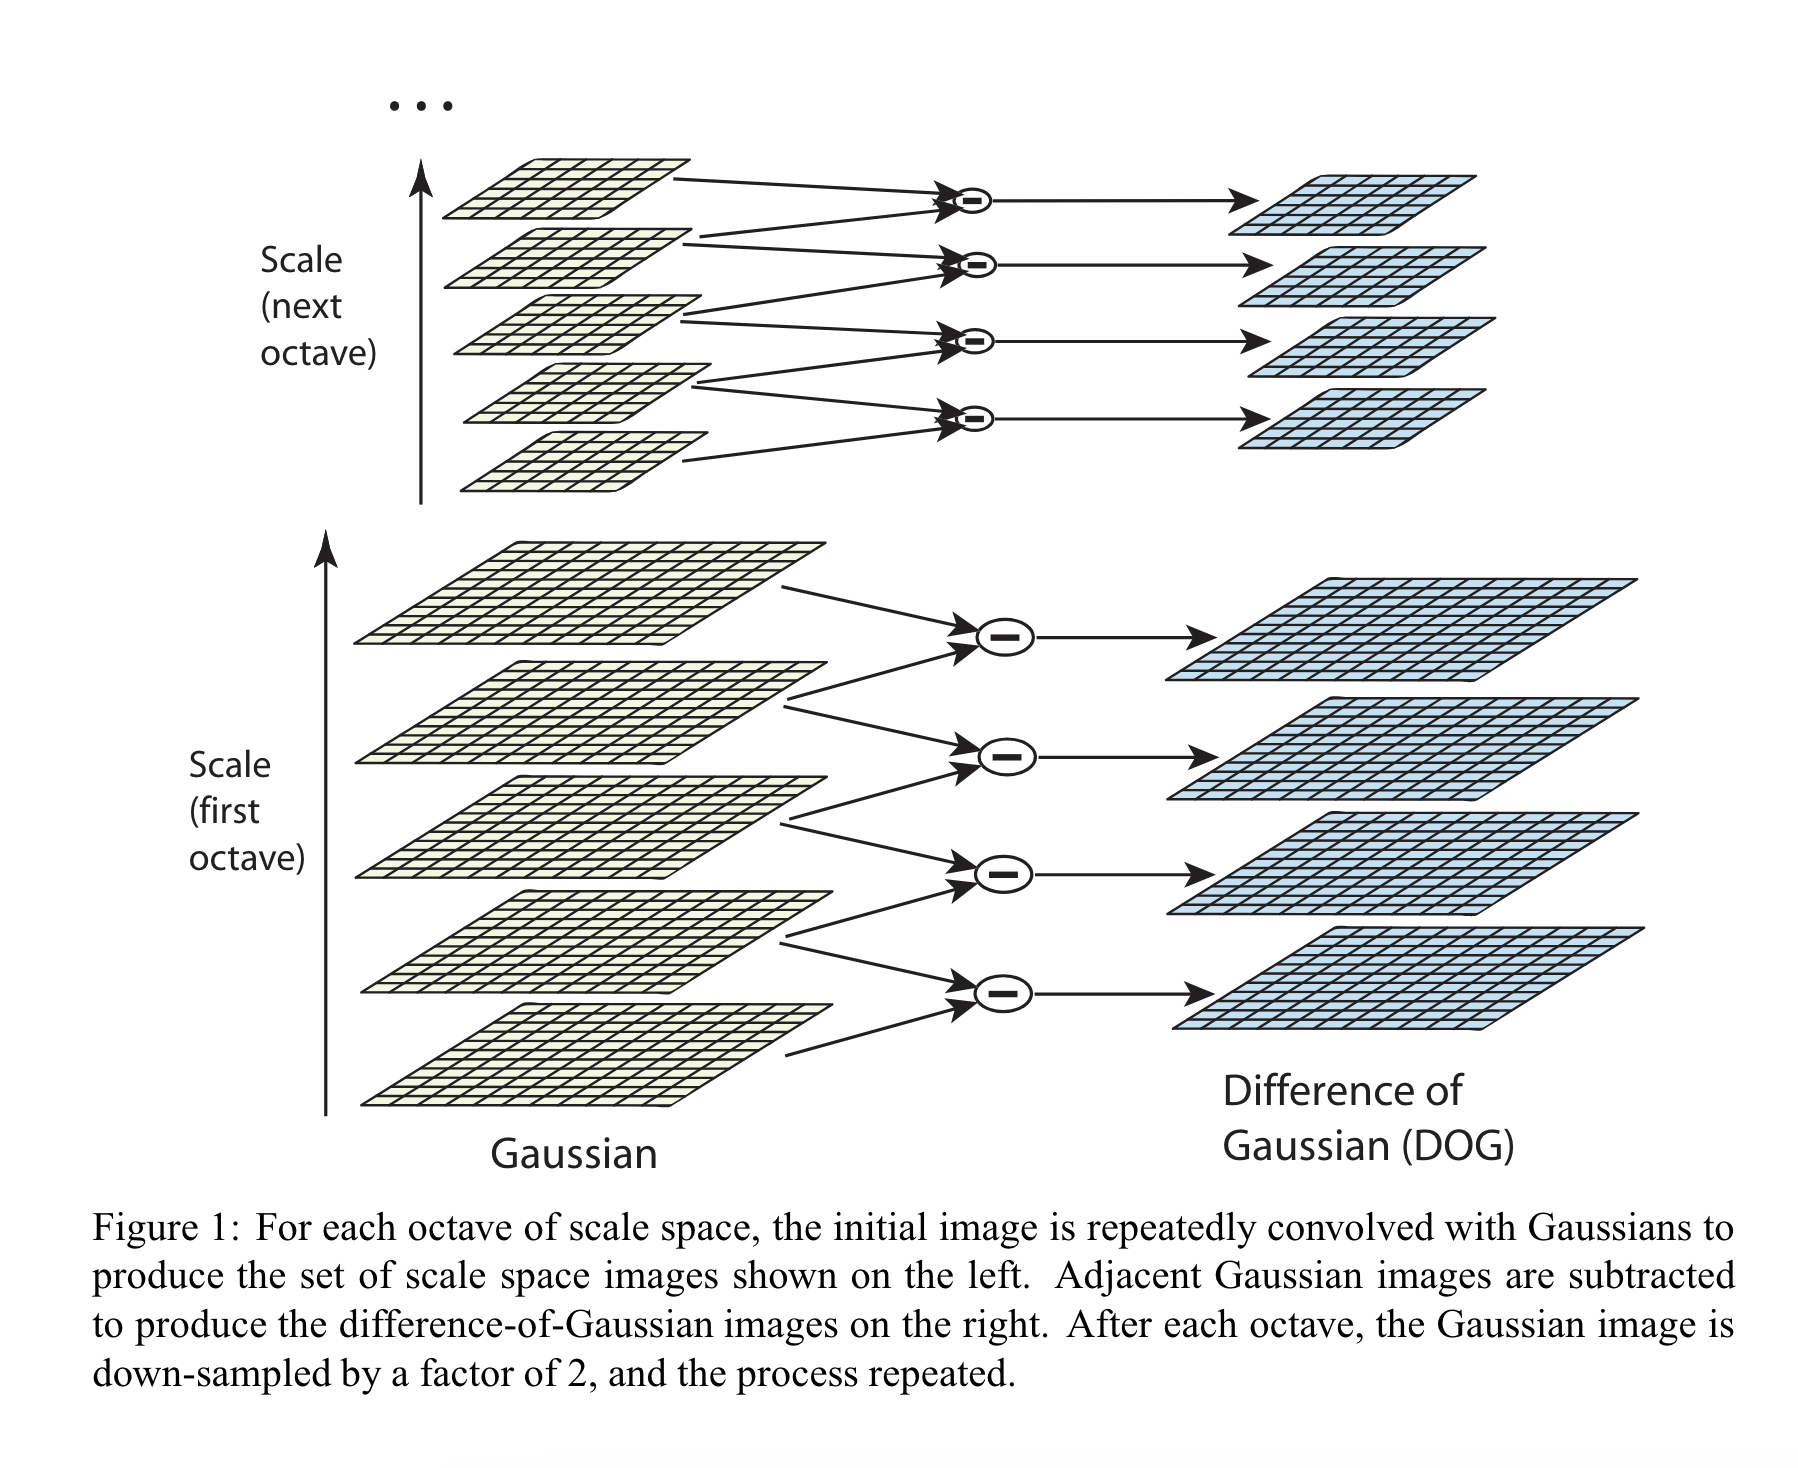 ...
Scale
(next
octave)
Scale
(first
octave)
Gaussian
Difference of
Gaussian (DOG)
Figure 1: For each octave of scale space, the initial image is repeatedly convolved with Gaussians to
produce the set of scale space images shown on the left. Adjacent Gaussian images are subtracted
to produce the difference-of-Gaussian images on the right. After each octave, the Gaussian image is
down-sampled by a factor of 2, and the process repeated.